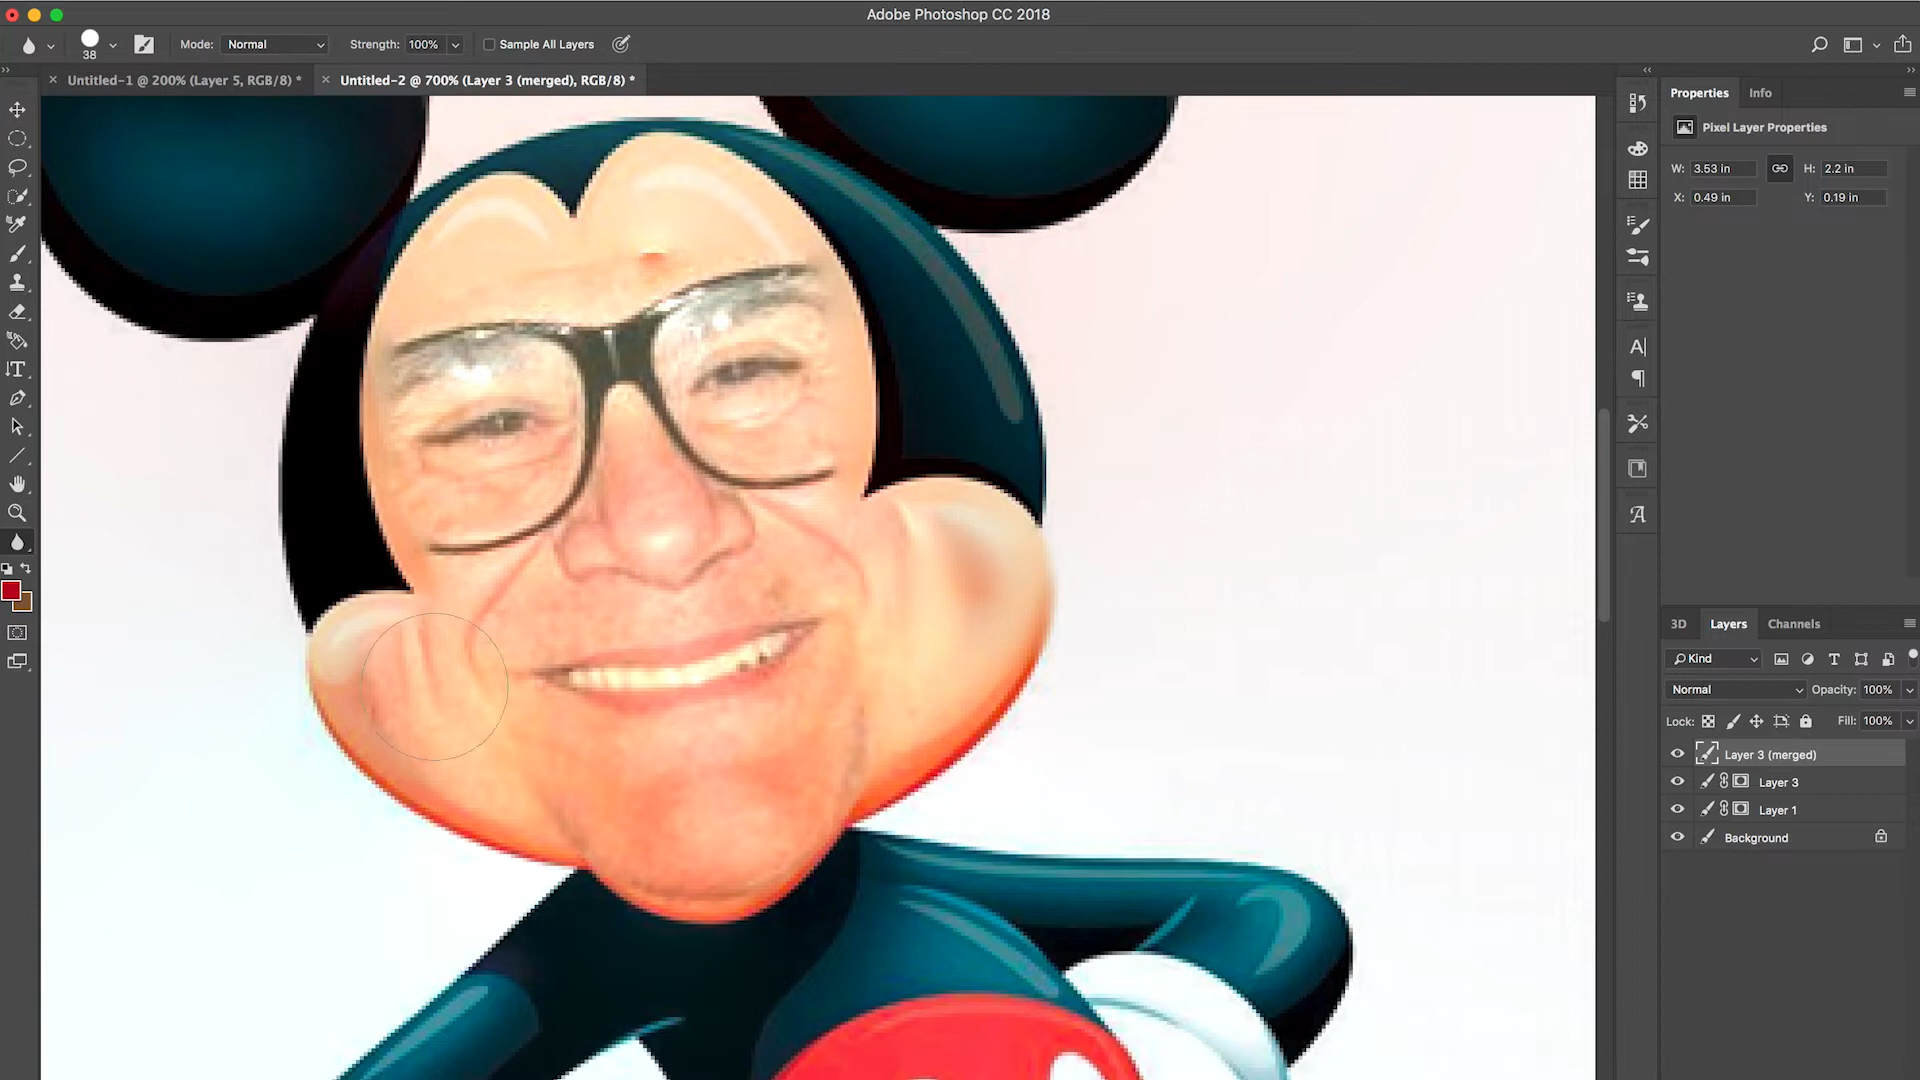 Adobe Photoshop CC 2018
38
Mode: Normal Strength: 100% Sample All Layers
Untitled-1 @ 200% (Layer 5, RGB/8) *
Untitled-2 @ 700% (Layer 3 (merged), RGB/8) *
Properties Info
Pixel Layer Properties
W: 3.53 in H: 2.2 in
X: 0.49 in Y: 0.19 in
3D Layers Channels
Kind
Normal Opacity: 100%
Lock: Fill: 100%
Layer 3 (merged)
Layer 3
Layer 1
Background